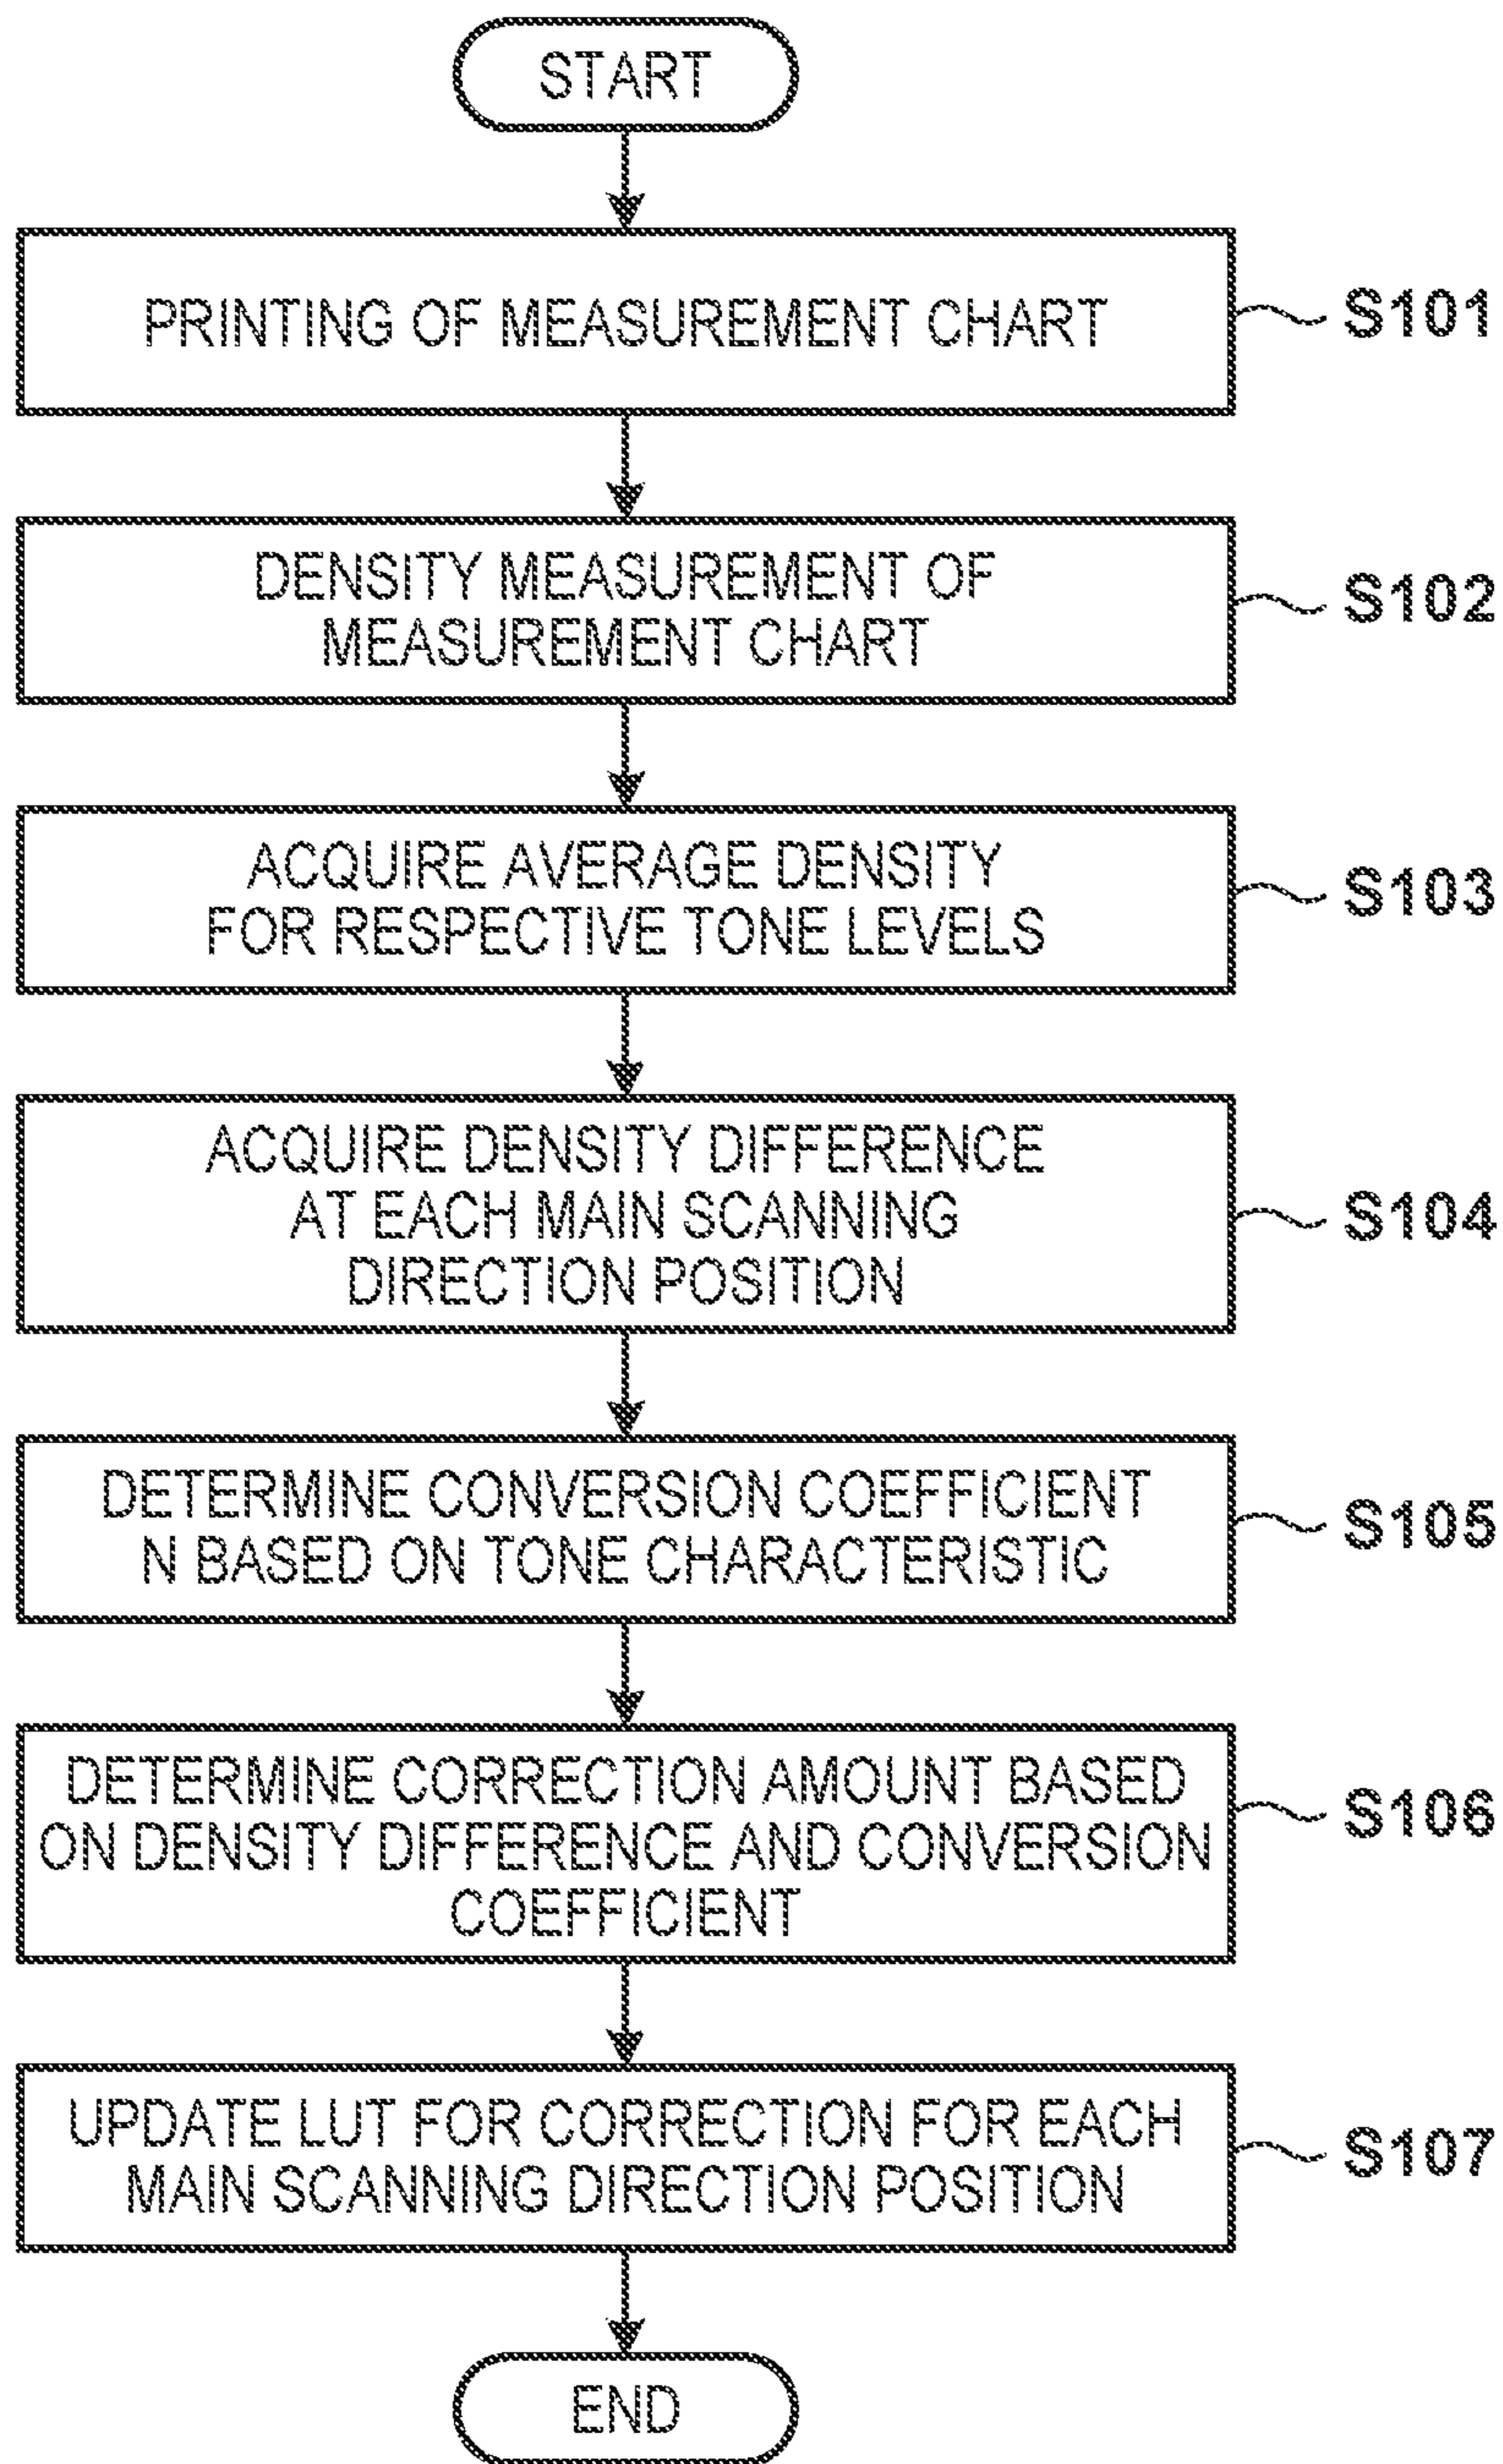 START
PRINTING OF MEASUREMENT CHART
S101
DENSITY MEASUREMENT OF
MEASUREMENT CHART
S102
ACQUIRE AVERAGE DENSITY
FOR RESPECTIVE TONE LEVELS
S103
ACQUIRE DENSITY DIFFERENCE
AT EACH MAIN SCANNING
DIRECTION POSITION
S104
DETERMINE CONVERSION COEFFICIENT
N BASED ON TONE CHARACTERISTIC
S105
DETERMINE CORRECTION AMOUNT BASED
ON DENSITY DIFFERENCE AND CONVERSION
COEFFICIENT
S106
UPDATE LUT FOR CORRECTION FOR EACH
MAIN SCANNING DIRECTION POSITION
S107
END